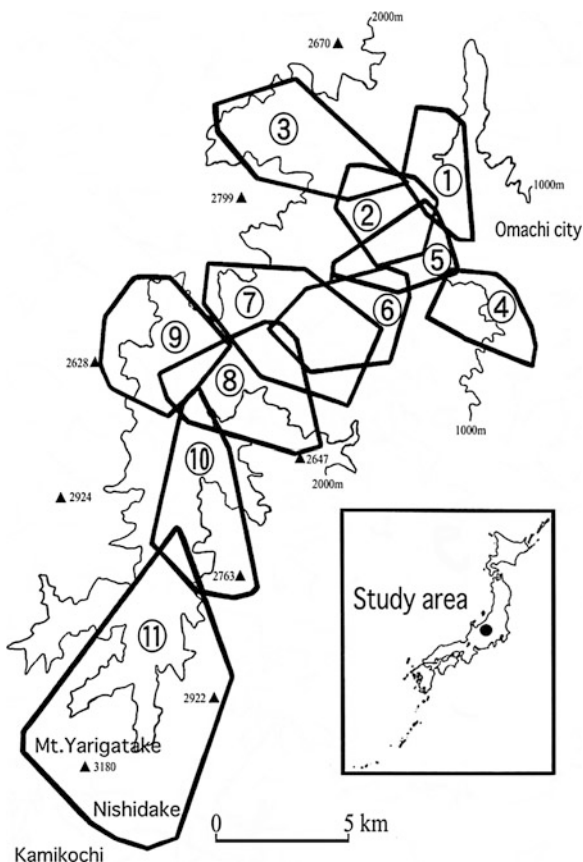 2000m
2670 ▲
③
①
1000m
2799 ▲
②
Omachi city
⑤
⑦
⑥
④
⑨
2628 ▲
⑧
1000m
⑩
▲ 2647
2000m
▲ 2924
2763 ▲
Study area
⑪
2922 ▲
Mt.Yarigatake
▲ 3180
Nishidake
0 5 km
Kamikochi